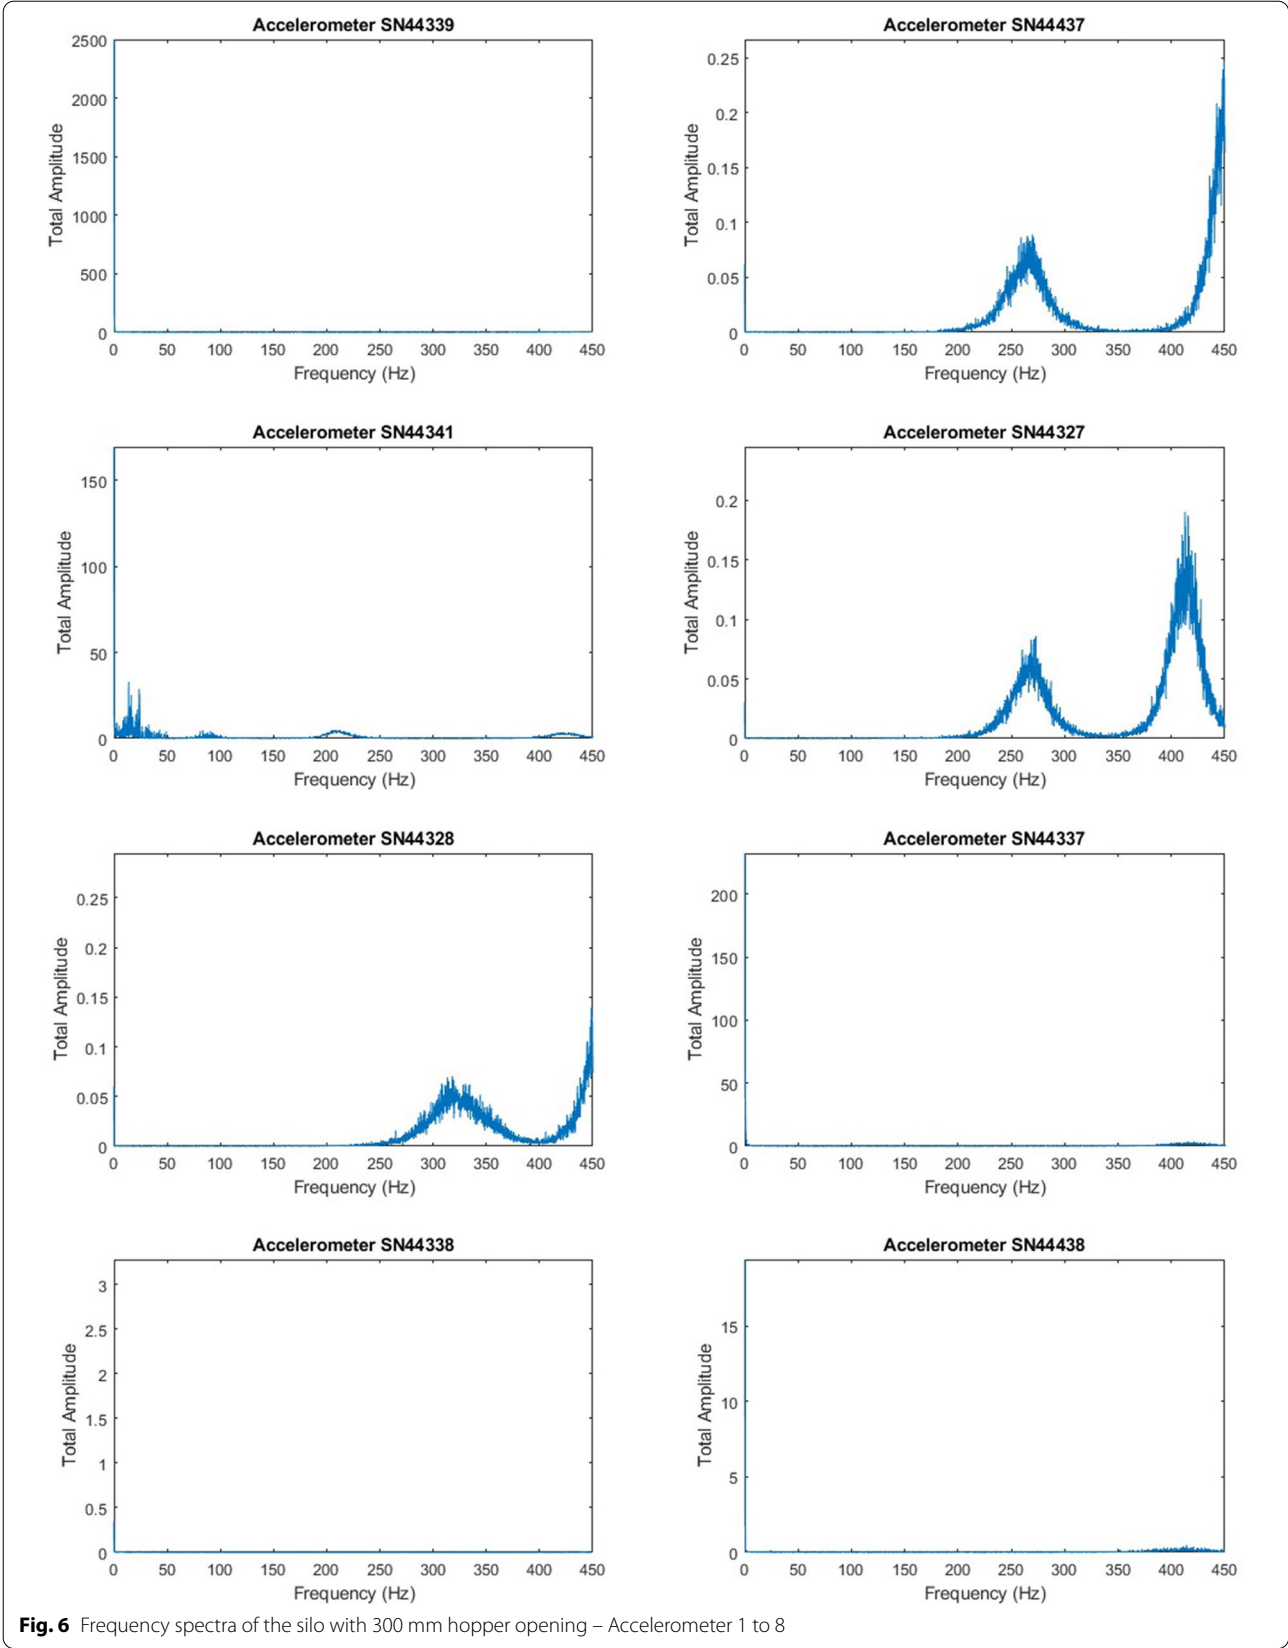 Accelerometer SN44339
2500
2000
1500
1000
500
0
Total Amplitude
0 50 100 150 200 250 300 350 400 450
Frequency (Hz)
Accelerometer SN44437
0.25
0.2
0.15
0.1
0.05
0
Total Amplitude
0 50 100 150 200 250 300 350 400 450
Frequency (Hz)
Accelerometer SN44341
150
100
50
0
Total Amplitude
0 50 100 150 200 250 300 350 400 450
Frequency (Hz)
Accelerometer SN44327
0.2
0.15
0.1
0.05
0
Total Amplitude
0 50 100 150 200 250 300 350 400 450
Frequency (Hz)
Accelerometer SN44328
0.25
0.2
0.15
0.1
0.05
0
Total Amplitude
0 50 100 150 200 250 300 350 400 450
Frequency (Hz)
Accelerometer SN44337
200
150
100
50
0
Total Amplitude
0 50 100 150 200 250 300 350 400 450
Frequency (Hz)
Accelerometer SN44338
3
2.5
2
1.5
1
0.5
0
Total Amplitude
0 50 100 150 200 250 300 350 400 450
Frequency (Hz)
Accelerometer SN44438
15
10
5
0
Total Amplitude
0 50 100 150 200 250 300 350 400 450
Frequency (Hz)
Fig. 6 Frequency spectra of the silo with 300 mm hopper opening – Accelerometer 1 to 8